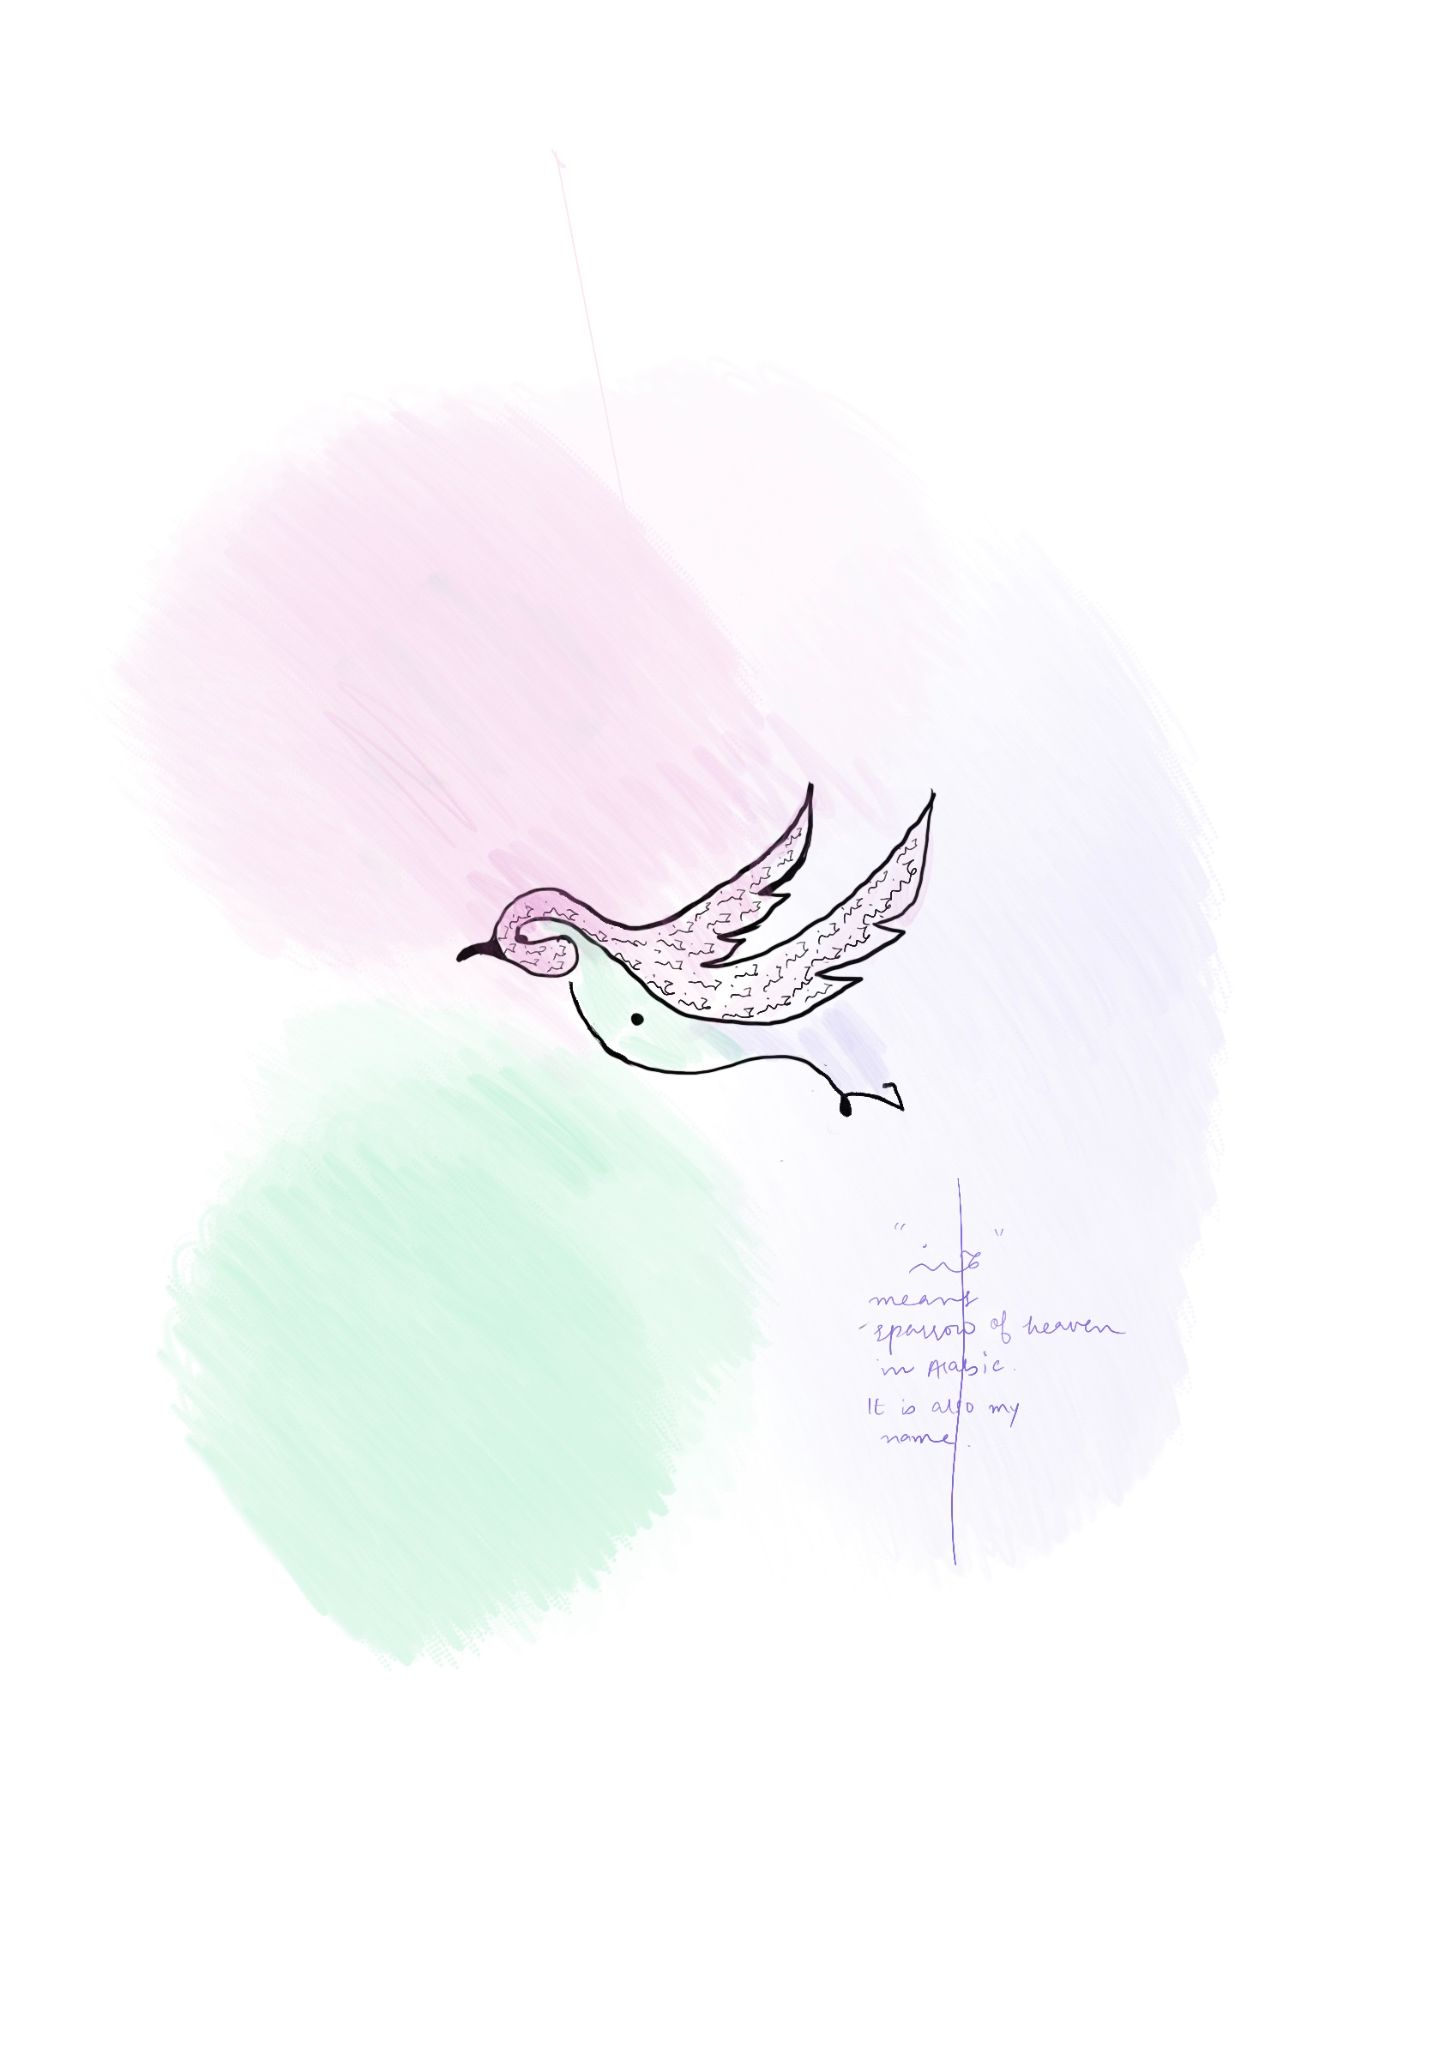 means
-sparrow of heaven
in Arabic.
It is also my
name.